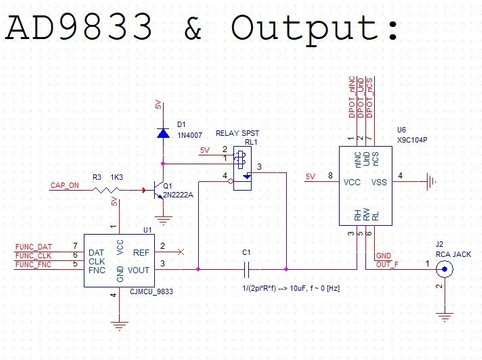 AD9833 & Output:
DPOT_nINC
DPOT_UnD
DPOT_nCS
5V
D1
1N4007
RELAY SPST
RL1
5V
2
1
3
4
R3
1K3
CAP_ON
5V
Q1
2N2222A
U6
X9C104P
1
2
7
nINC
UnD
nCS
5V
8
VCC
VSS
4
RH
RW
RL
3
5
6
GND
OUT_F
J2
RCA JACK
1
2
U1
1
VCC
FUNC_DAT
7
DAT
REF
2
FUNC_CLK
6
CLK
FUNC_FNC
5
FNC
VOUT
3
GND
CJMCU_9833
4
C1
1/(2pi*R*f) --> 10uF, f ~ 0 [Hz]